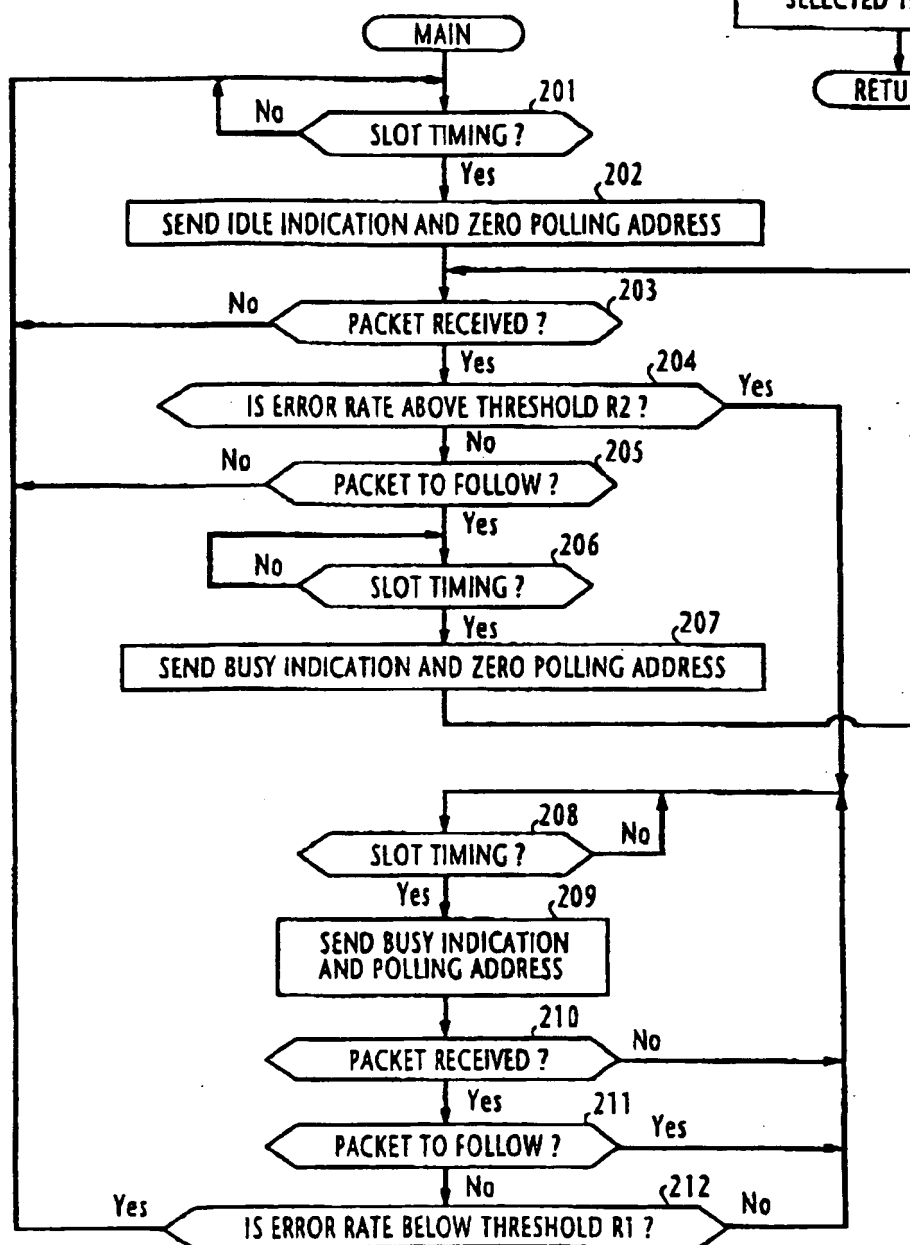 SELECTED
MAIN
RETU
201
No
SLOT TIMING ?
Yes
202
SEND IDLE INDICATION AND ZERO POLLING ADDRESS
203
No
PACKET RECEIVED ?
Yes
204
IS ERROR RATE ABOVE THRESHOLD R2 ?
Yes
No
205
No
PACKET TO FOLLOW ?
Yes
206
No
SLOT TIMING ?
Yes
207
SEND BUSY INDICATION AND ZERO POLLING ADDRESS
208
SLOT TIMING ?
No
Yes
209
SEND BUSY INDICATION
AND POLLING ADDRESS
210
PACKET RECEIVED ?
No
Yes
211
PACKET TO FOLLOW ?
Yes
No
212
Yes
IS ERROR RATE BELOW THRESHOLD R1 ?
No